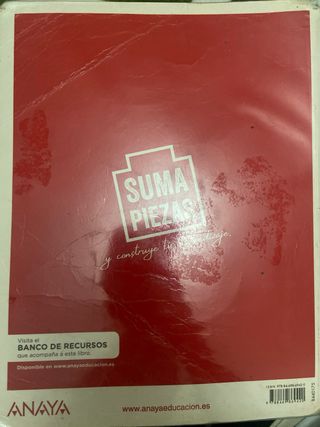 SUMA
PIEZAS
y construye tu
Visita el
BANCO DE RECURSOS
que acompaña a este libro.
Disponible en www.anayaeducacion.es
ANAYA
www.anayaeducacion.es